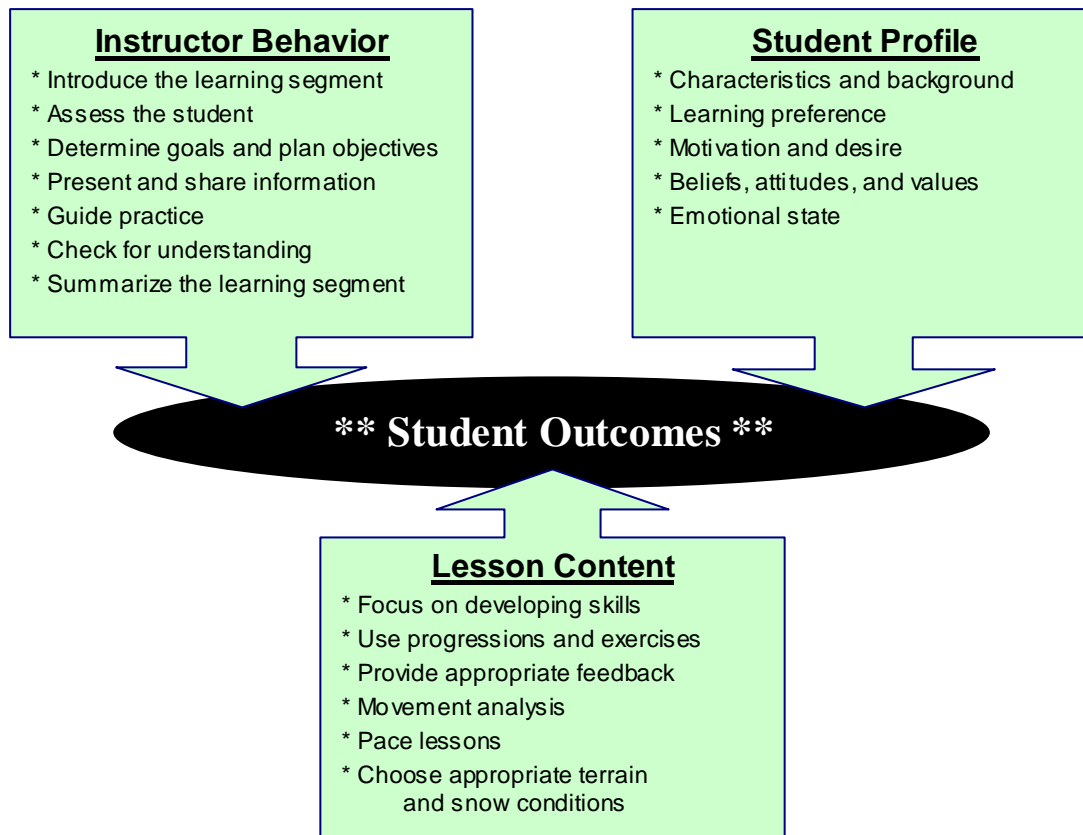 Instructor Behavior
* Introduce the learning segment
* Assess the student
* Determine goals and plan objectives
* Present and share information
* Guide practice
* Check for understanding
* Summarize the learning segment
Student Profile
* Characteristics and background
* Learning preference
* Motivation and desire
* Beliefs, attitudes, and values
* Emotional state
** Student Outcomes **
Lesson Content
* Focus on developing skills
* Use progressions and exercises
* Provide appropriate feedback
* Movement analysis
* Pace lessons
* Choose appropriate terrain
and snow conditions